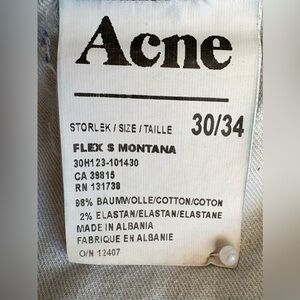 Acne
STORLEK / SIZE / TAILLE 30/34
FLEX S MONTANA
30H123-101430
CA 39815
RN 131738
98% BAUMWOLLE/COTTON/COTON
2% ELASTAN/ELASTAN/ELASTANE
MADE IN ALBANIA
FABRIQUE EN ALBANIE
O/N 12407